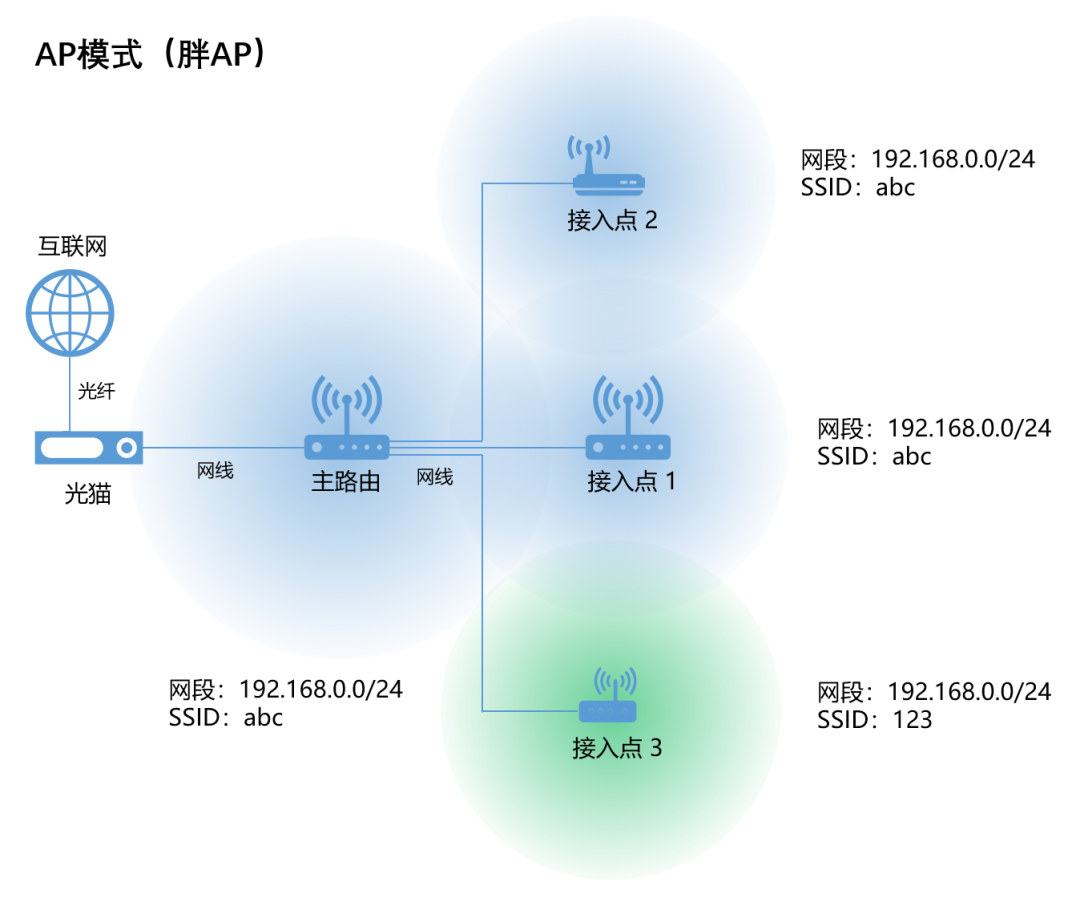 AP模式（胖AP）
网段：192.168.0.0/24
SSID：abc
接入点 2
互联网
光纤
网线
光猫
主路由
网线
接入点 1
网段：192.168.0.0/24
SSID：abc
网段：192.168.0.0/24
SSID：abc
接入点 3
网段：192.168.0.0/24
SSID：123